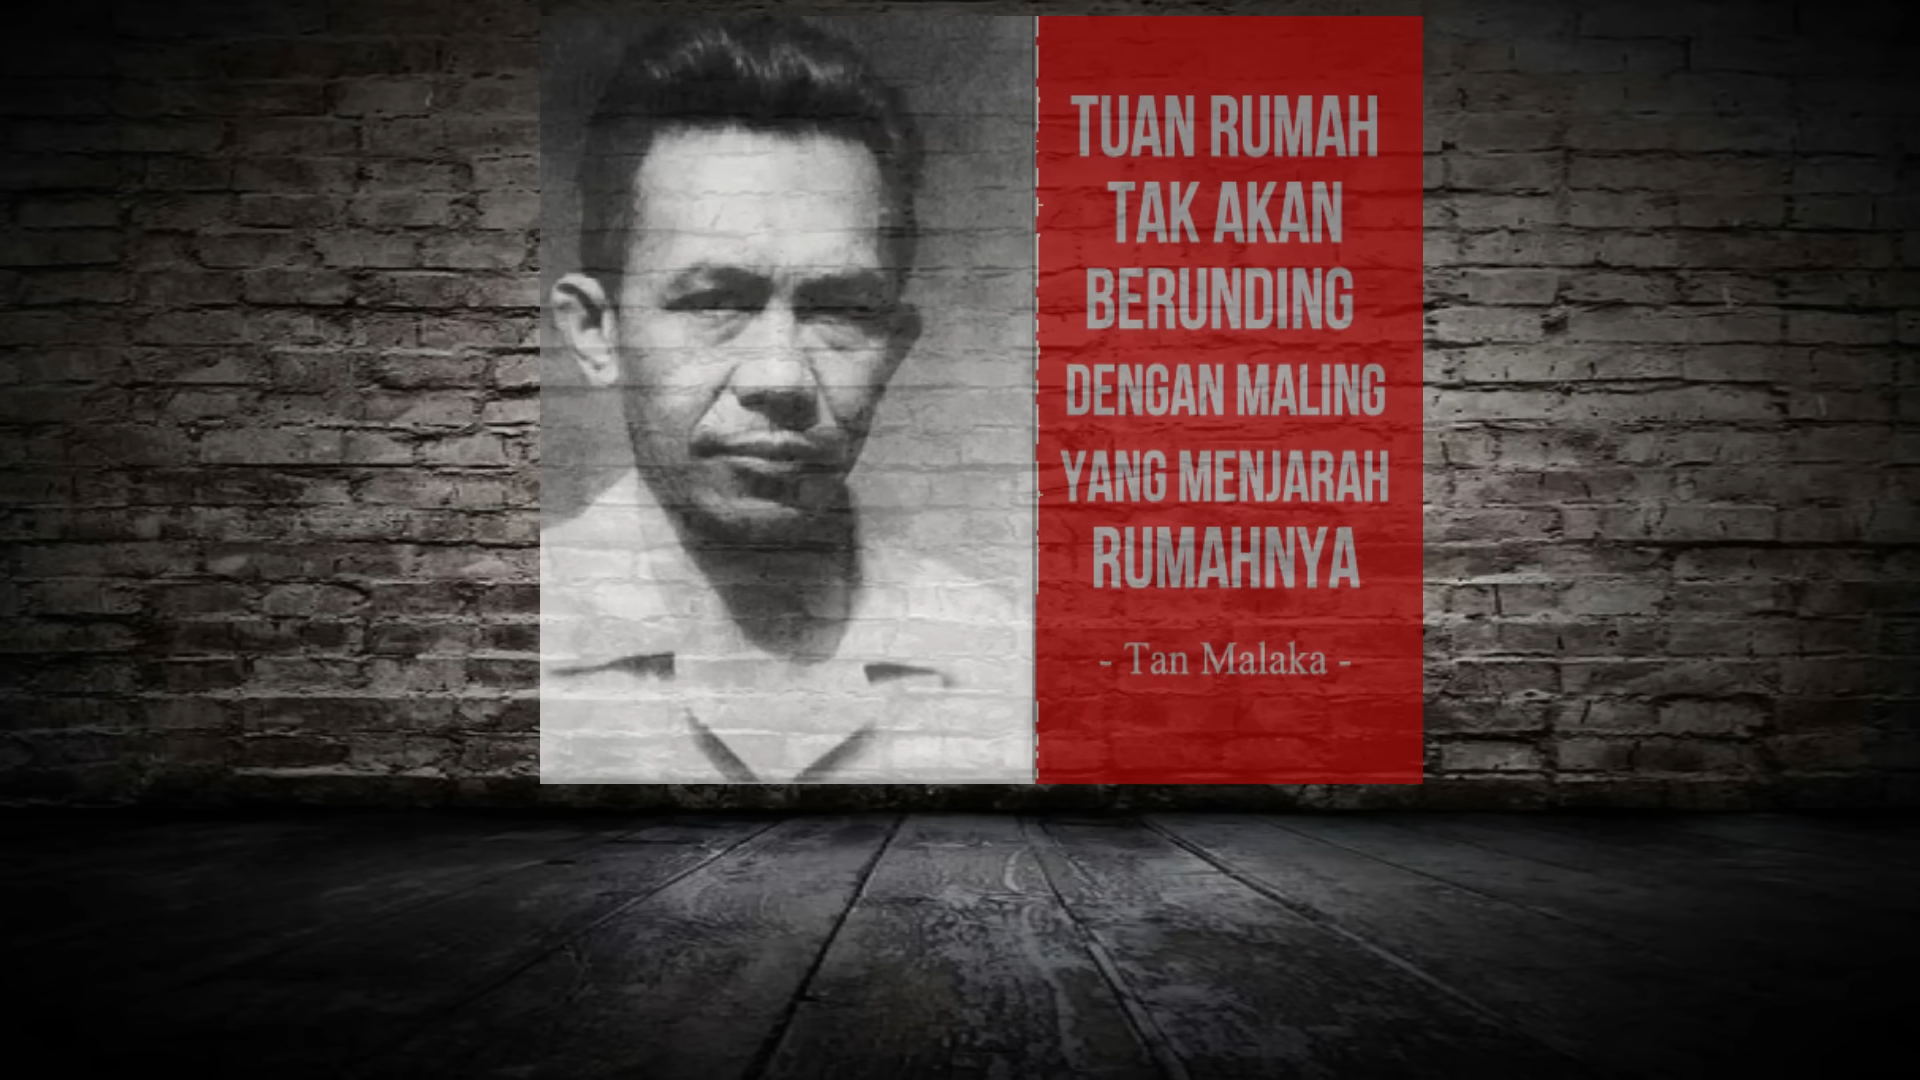 TUAN RUMAH
TAK AKAN
BERUNDING
DENGAN MALING
YANG MENJARAH
RUMAHNYA
- Tan Malaka -